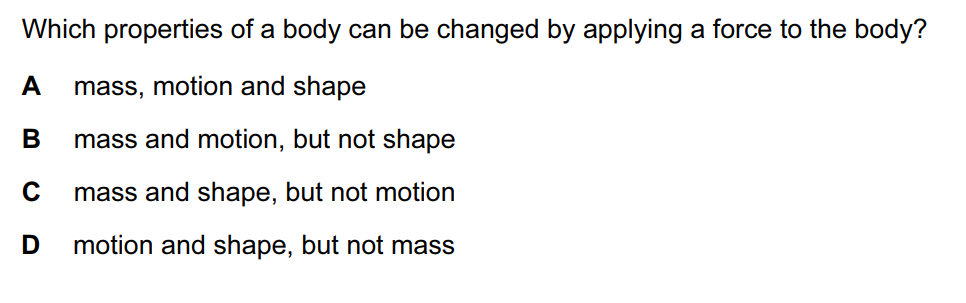 Which properties of a body can be changed by applying a force to the body?
A mass, motion and shape
B mass and motion, but not shape
C mass and shape, but not motion
D motion and shape, but not mass